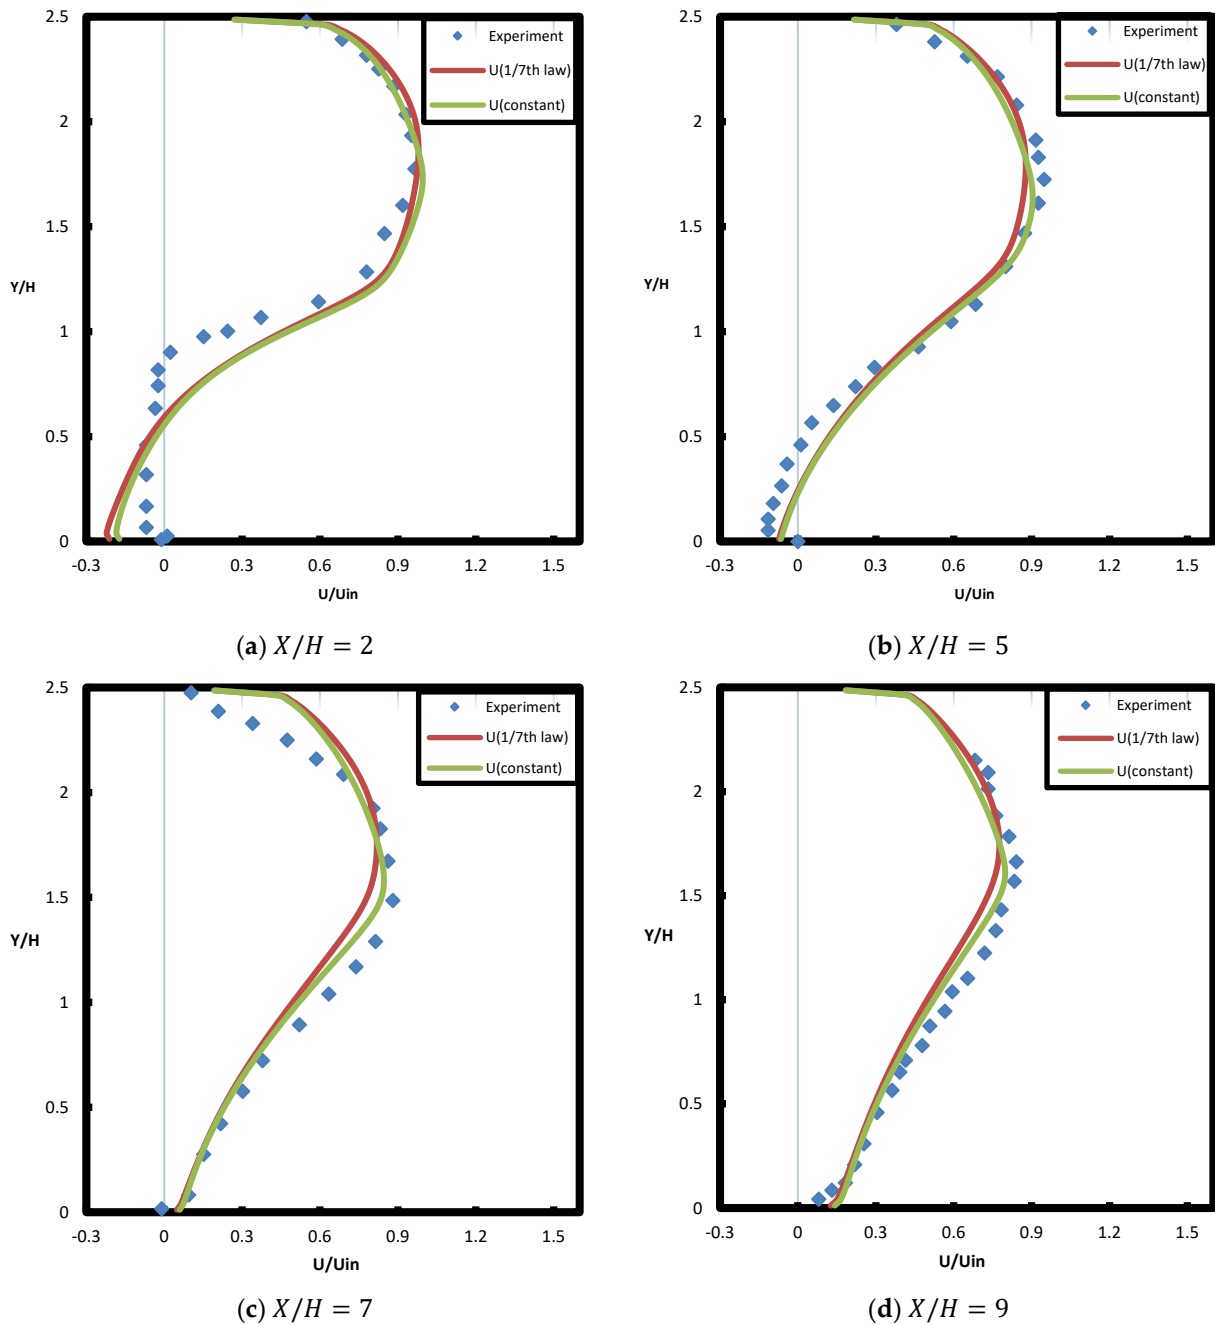 2.5
2
1.5
1
0.5
0
Y/H
-0.3 0 0.3 0.6 0.9 1.2 1.5
U/Uin
Experiment
U(1/7th law)
U(constant)
(a) X/H = 2
2.5
2
1.5
1
0.5
0
Y/H
-0.3 0 0.3 0.6 0.9 1.2 1.5
U/Uin
Experiment
U(1/7th law)
U(constant)
(b) X/H = 5
2.5
2
1.5
1
0.5
0
Y/H
-0.3 0 0.3 0.6 0.9 1.2 1.5
U/Uin
Experiment
U(1/7th law)
U(constant)
(c) X/H = 7
2.5
2
1.5
1
0.5
0
Y/H
-0.3 0 0.3 0.6 0.9 1.2 1.5
U/Uin
Experiment
U(1/7th law)
U(constant)
(d) X/H = 9